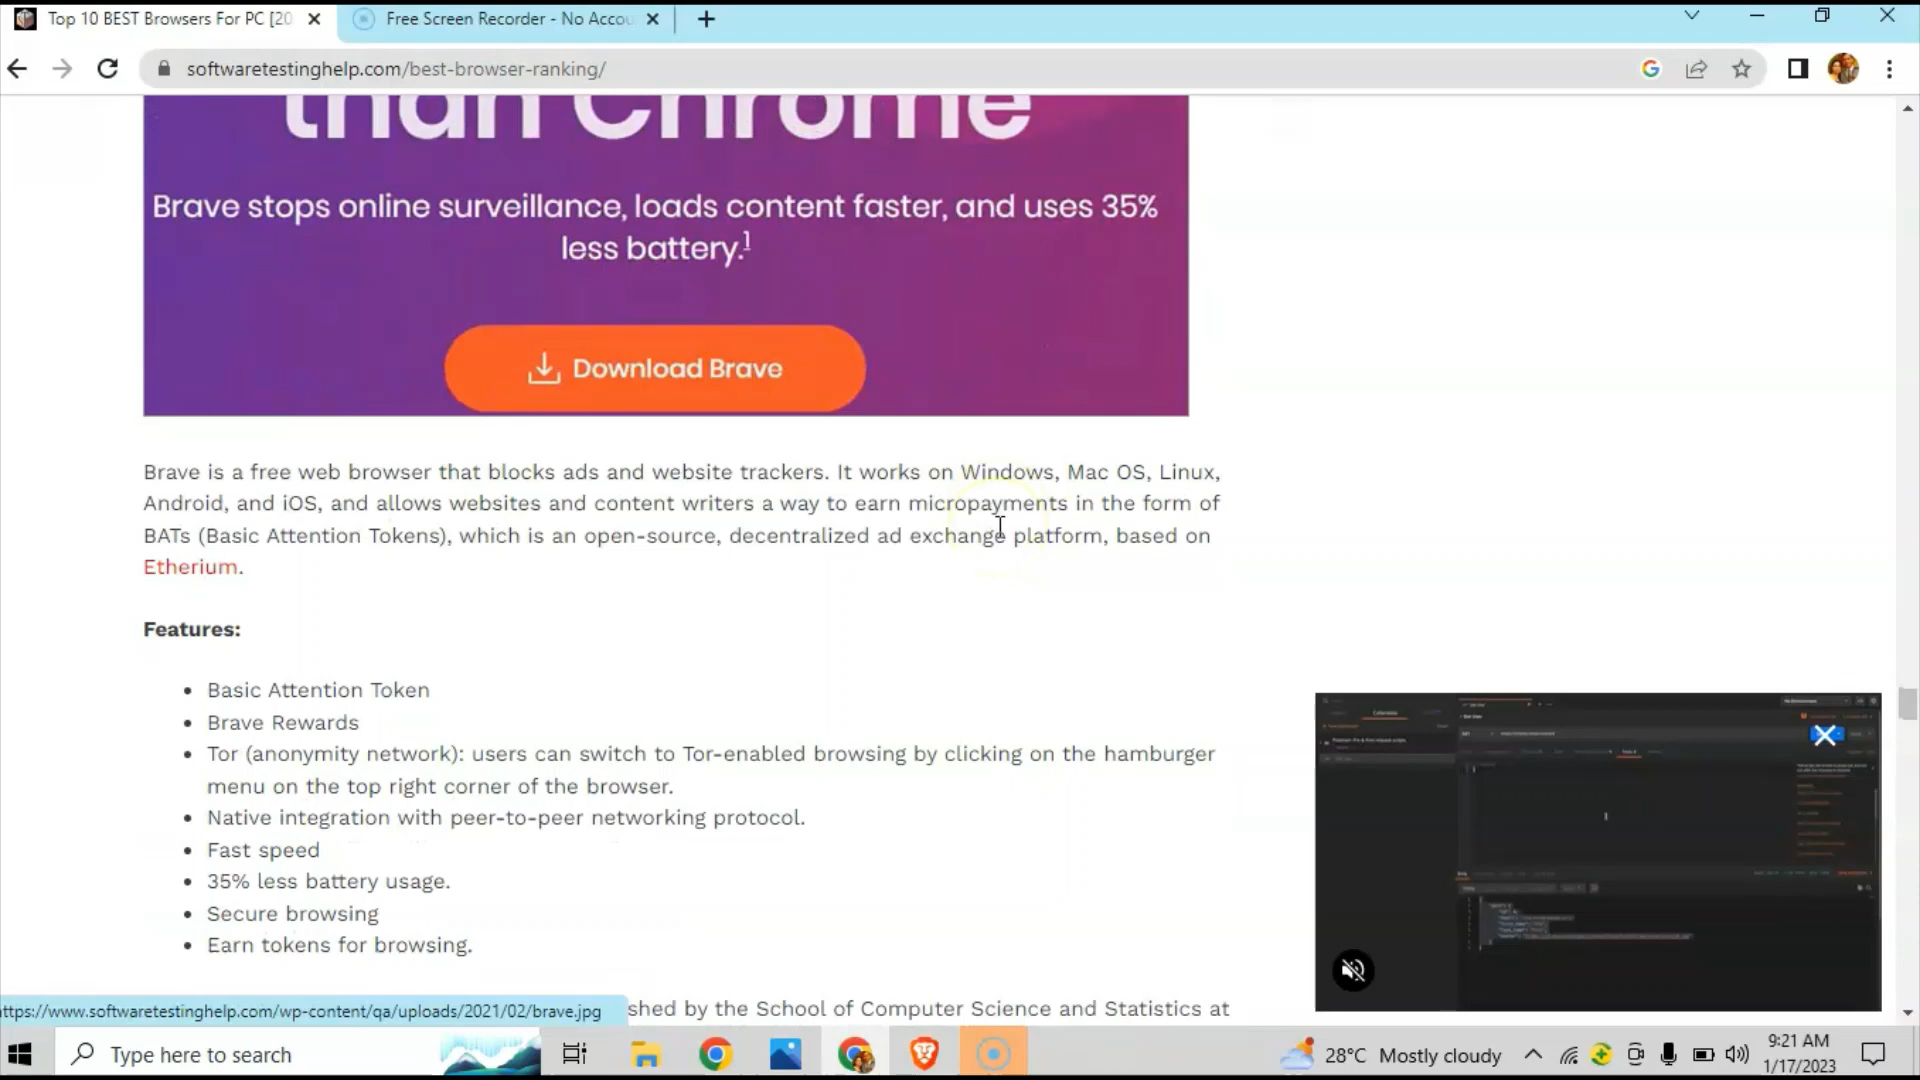 Top 10 BEST Browsers For PC [20
Free Screen Recorder - No Accou
softwaretestinghelp.com/best-browser-ranking/
than Chrome
Brave stops online surveillance, loads content faster, and uses 35%
less battery.1
Download Brave
Brave is a free web browser that blocks ads and website trackers. It works on Windows, Mac OS, Linux,
Android, and iOS, and allows websites and content writers a way to earn micropayments in the form of
BATs (Basic Attention Tokens), which is an open-source, decentralized ad exchange platform, based on
Etherium.
Features:
• Basic Attention Token
• Brave Rewards
• Tor (anonymity network): users can switch to Tor-enabled browsing by clicking on the hamburger
menu on the top right corner of the browser.
• Native integration with peer-to-peer networking protocol.
• Fast speed
• 35% less battery usage.
• Secure browsing
• Earn tokens for browsing.
shed by the School of Computer Science and Statistics at
ttps://www.softwaretestinghelp.com/wp-content/qa/uploads/2021/02/brave.jpg
Type here to search
28°C Mostly cloudy
9:21 AM
1/17/2023